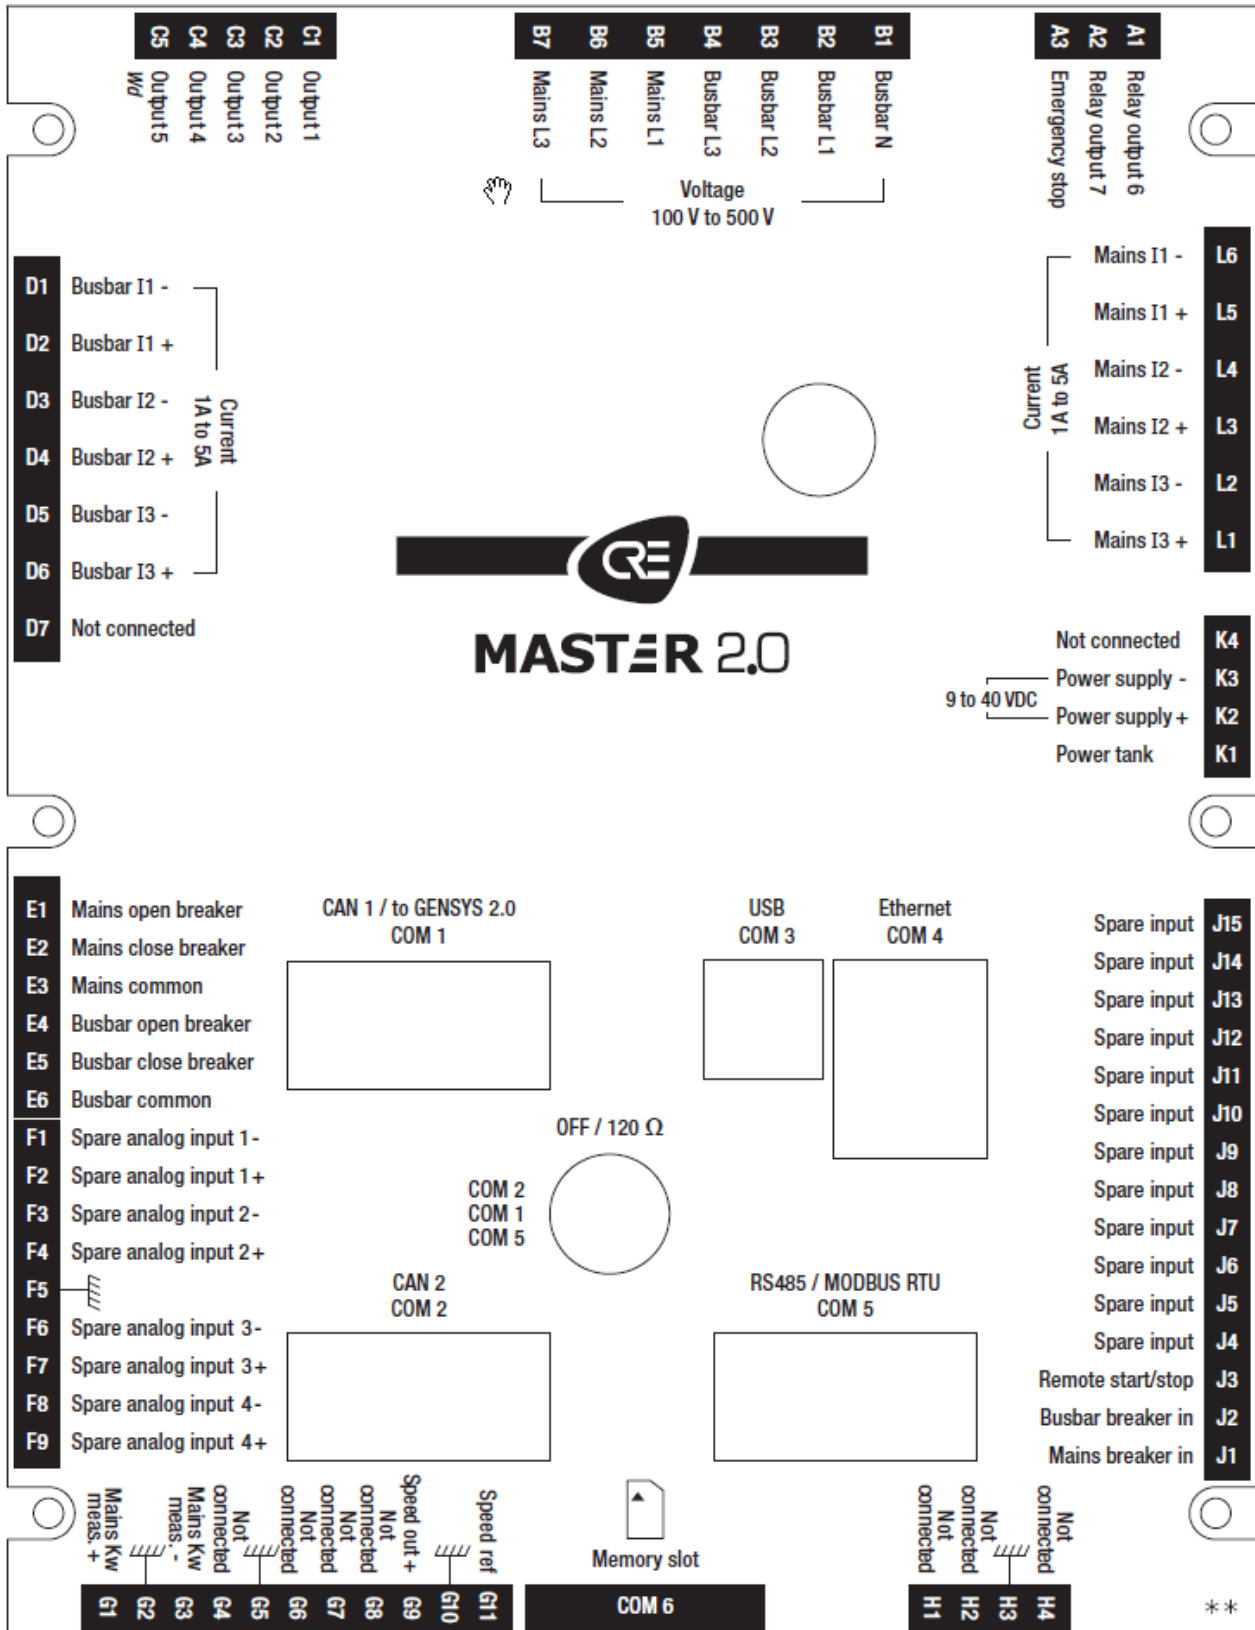 C5 C4 C3 C2 C1
Output 5 Wd
Output 4
Output 3
Output 2
Output 1
B7 B6 B5 B4 B3 B2 B1
Mains L3
Mains L2
Mains L1
Busbar L3
Busbar L2
Busbar L1
Busbar N
Voltage
100 V to 500 V
A3 A2 A1
Emergency stop
Relay output 7
Relay output 6
D1 Busbar I1 -
D2 Busbar I1 +
D3 Busbar I2 -
D4 Busbar I2 +
D5 Busbar I3 -
D6 Busbar I3 +
D7 Not connected
Current
1A to 5A
Mains I1 - L6
Mains I1 + L5
Mains I2 - L4
Mains I2 + L3
Mains I3 - L2
Mains I3 + L1
Current
1 A to 5A
CRE
MASTER 2.0
Not connected K4
Power supply - K3
Power supply + K2
Power tank K1
9 to 40 VDC
E1 Mains open breaker
E2 Mains close breaker
E3 Mains common
E4 Busbar open breaker
E5 Busbar close breaker
E6 Busbar common
F1 Spare analog input 1-
F2 Spare analog input 1+
F3 Spare analog input 2-
F4 Spare analog input 2+
F5
F6 Spare analog input 3-
F7 Spare analog input 3+
F8 Spare analog input 4-
F9 Spare analog input 4+
CAN 1 / to GENSYS 2.0
COM 1
USB
COM 3
Ethernet
COM 4
OFF / 120 Ω
COM 2
COM 1
COM 5
CAN 2
COM 2
RS485 / MODBUS RTU
COM 5
Spare input J15
Spare input J14
Spare input J13
Spare input J12
Spare input J11
Spare input J10
Spare input J9
Spare input J8
Spare input J7
Spare input J6
Spare input J5
Spare input J4
Remote start/stop J3
Busbar breaker in J2
Mains breaker in J1
Mains Kw
meas. +
Mains Kw
meas. -
Not
connected
Not
connected
Not
connected
Not
connected
Speed out +
Speed ref
G1 G2 G3 G4 G5 G6 G7 G8 G9 G10 G11
Memory slot
COM 6
Not
connected
Not
connected
Not
connected
H1 H2 H3 H4
**